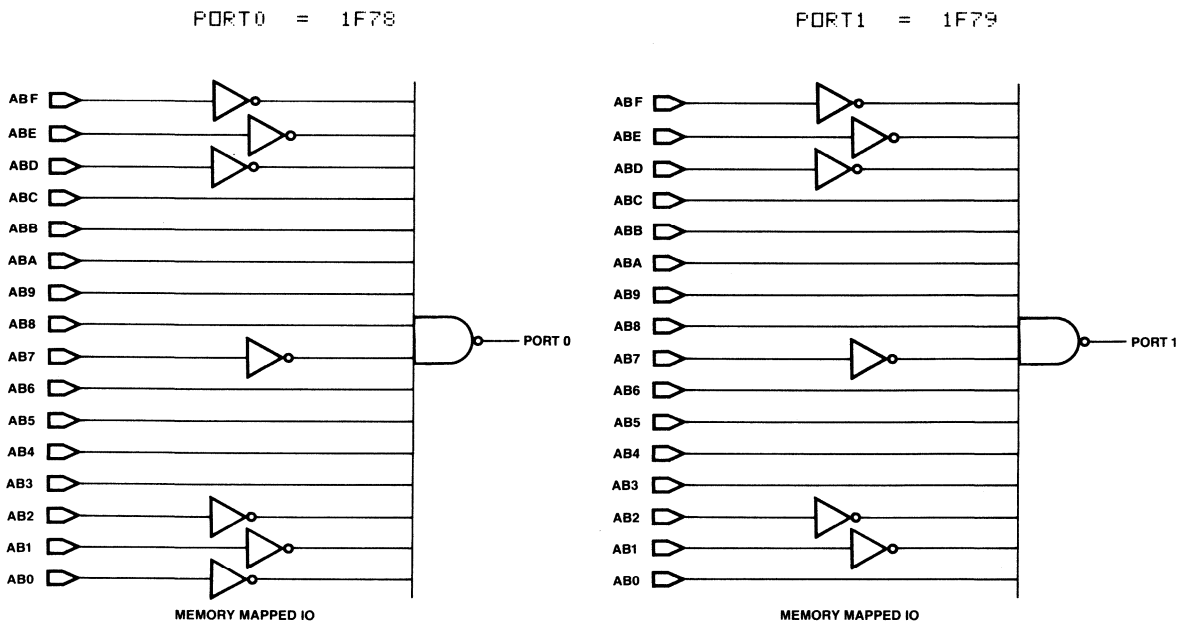 PORT0 = 1F78
ABF
ABE
ABD
ABC
ABB
ABA
AB9
AB8
AB7
AB6
AB5
AB4
AB3
AB2
AB1
AB0
PORT 0
MEMORY MAPPED IO
PORT1 = 1F79
ABF
ABE
ABD
ABC
ABB
ABA
AB9
AB8
AB7
AB6
AB5
AB4
AB3
AB2
AB1
AB0
PORT 1
MEMORY MAPPED IO